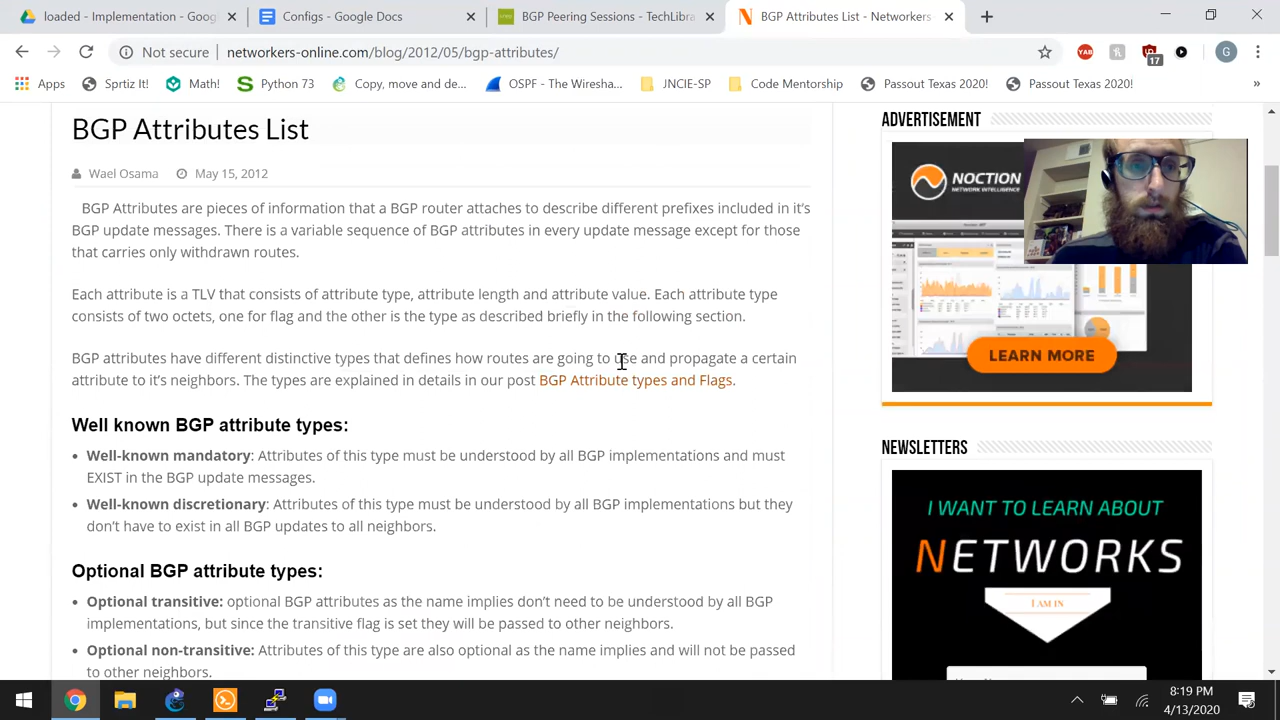 loaded - Implementation - Google
Configs - Google Docs
BGP Peering Sessions - TechLibra
BGP Attributes List - Networkers
Not secure
networkers-online.com/blog/2012/05/bgp-attributes/
YAB
17
G
Apps
Sprtiz It!
Math!
Python 73
Copy, move and de...
OSPF - The Wiresha...
JNCIE-SP
Code Mentorship
Passout Texas 2020!
Passout Texas 2020!
»
BGP Attributes List
Wael Osama
May 15, 2012
BGP Attributes are pieces of information that a BGP router attaches to describe different prefixes included in it's
BGP update messages. There is a variable sequence of BGP attributes in every update message except for those
that carries only withdrawn routes.
Each attribute is a TLV that consists of attribute type, attribute length and attribute value. Each attribute type
consists of two octets, one for flag and the other is the type as described briefly in the following section.
BGP attributes have different distinctive types that defines how routes are going to use and propagate a certain
attribute to it's neighbors. The types are explained in details in our post BGP Attribute types and Flags.
Well known BGP attribute types:
• Well-known mandatory: Attributes of this type must be understood by all BGP implementations and must
EXIST in the BGP update messages.
• Well-known discretionary: Attributes of this type must be understood by all BGP implementations but they
don't have to exist in all BGP updates to all neighbors.
Optional BGP attribute types:
• Optional transitive: optional BGP attributes as the name implies don't need to be understood by all BGP
implementations, but since the transitive flag is set they will be passed to other neighbors.
• Optional non-transitive: Attributes of this type are also optional as the name implies and will not be passed
to other neighbors.
ADVERTISEMENT
NOCTION
NETWORK INTELLIGENCE
LEARN MORE
NEWSLETTERS
I WANT TO LEARN ABOUT
NETWORKS
I AM IN
8:19 PM
4/13/2020